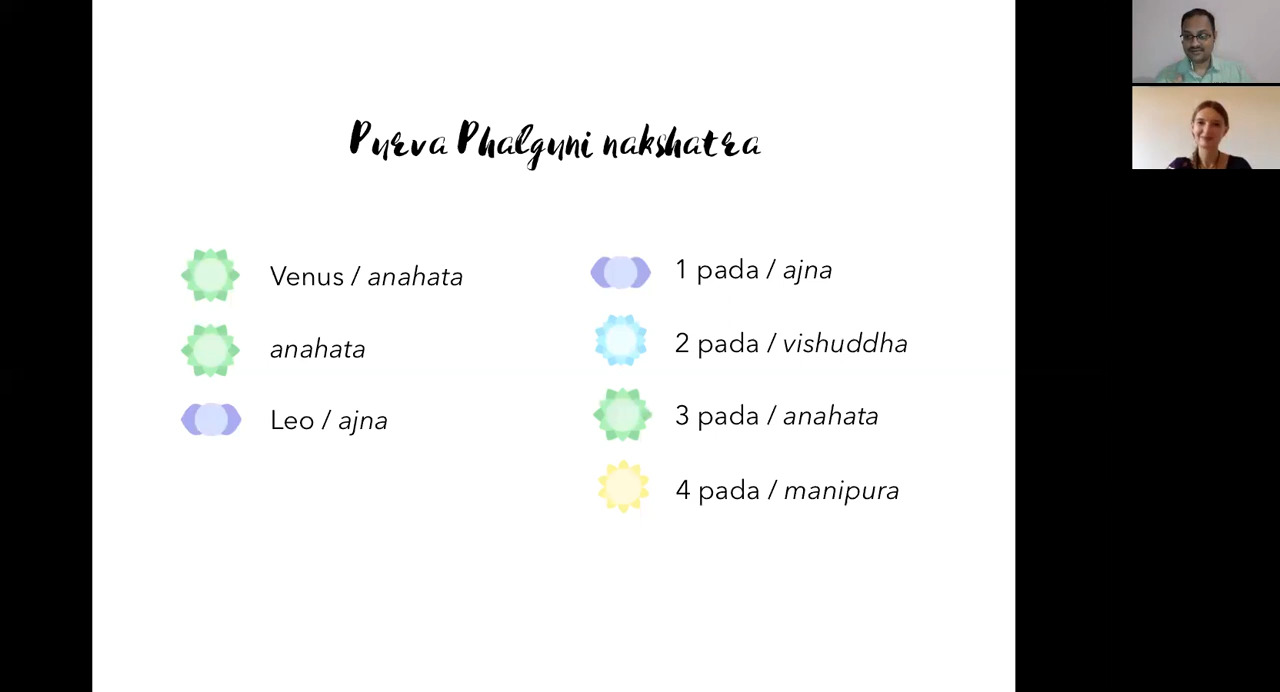 Purva Phalguni nakshatra
Venus / anahata
anahata
Leo / ajna
1 pada / ajna
2 pada / vishuddha
3 pada / anahata
4 pada / manipura